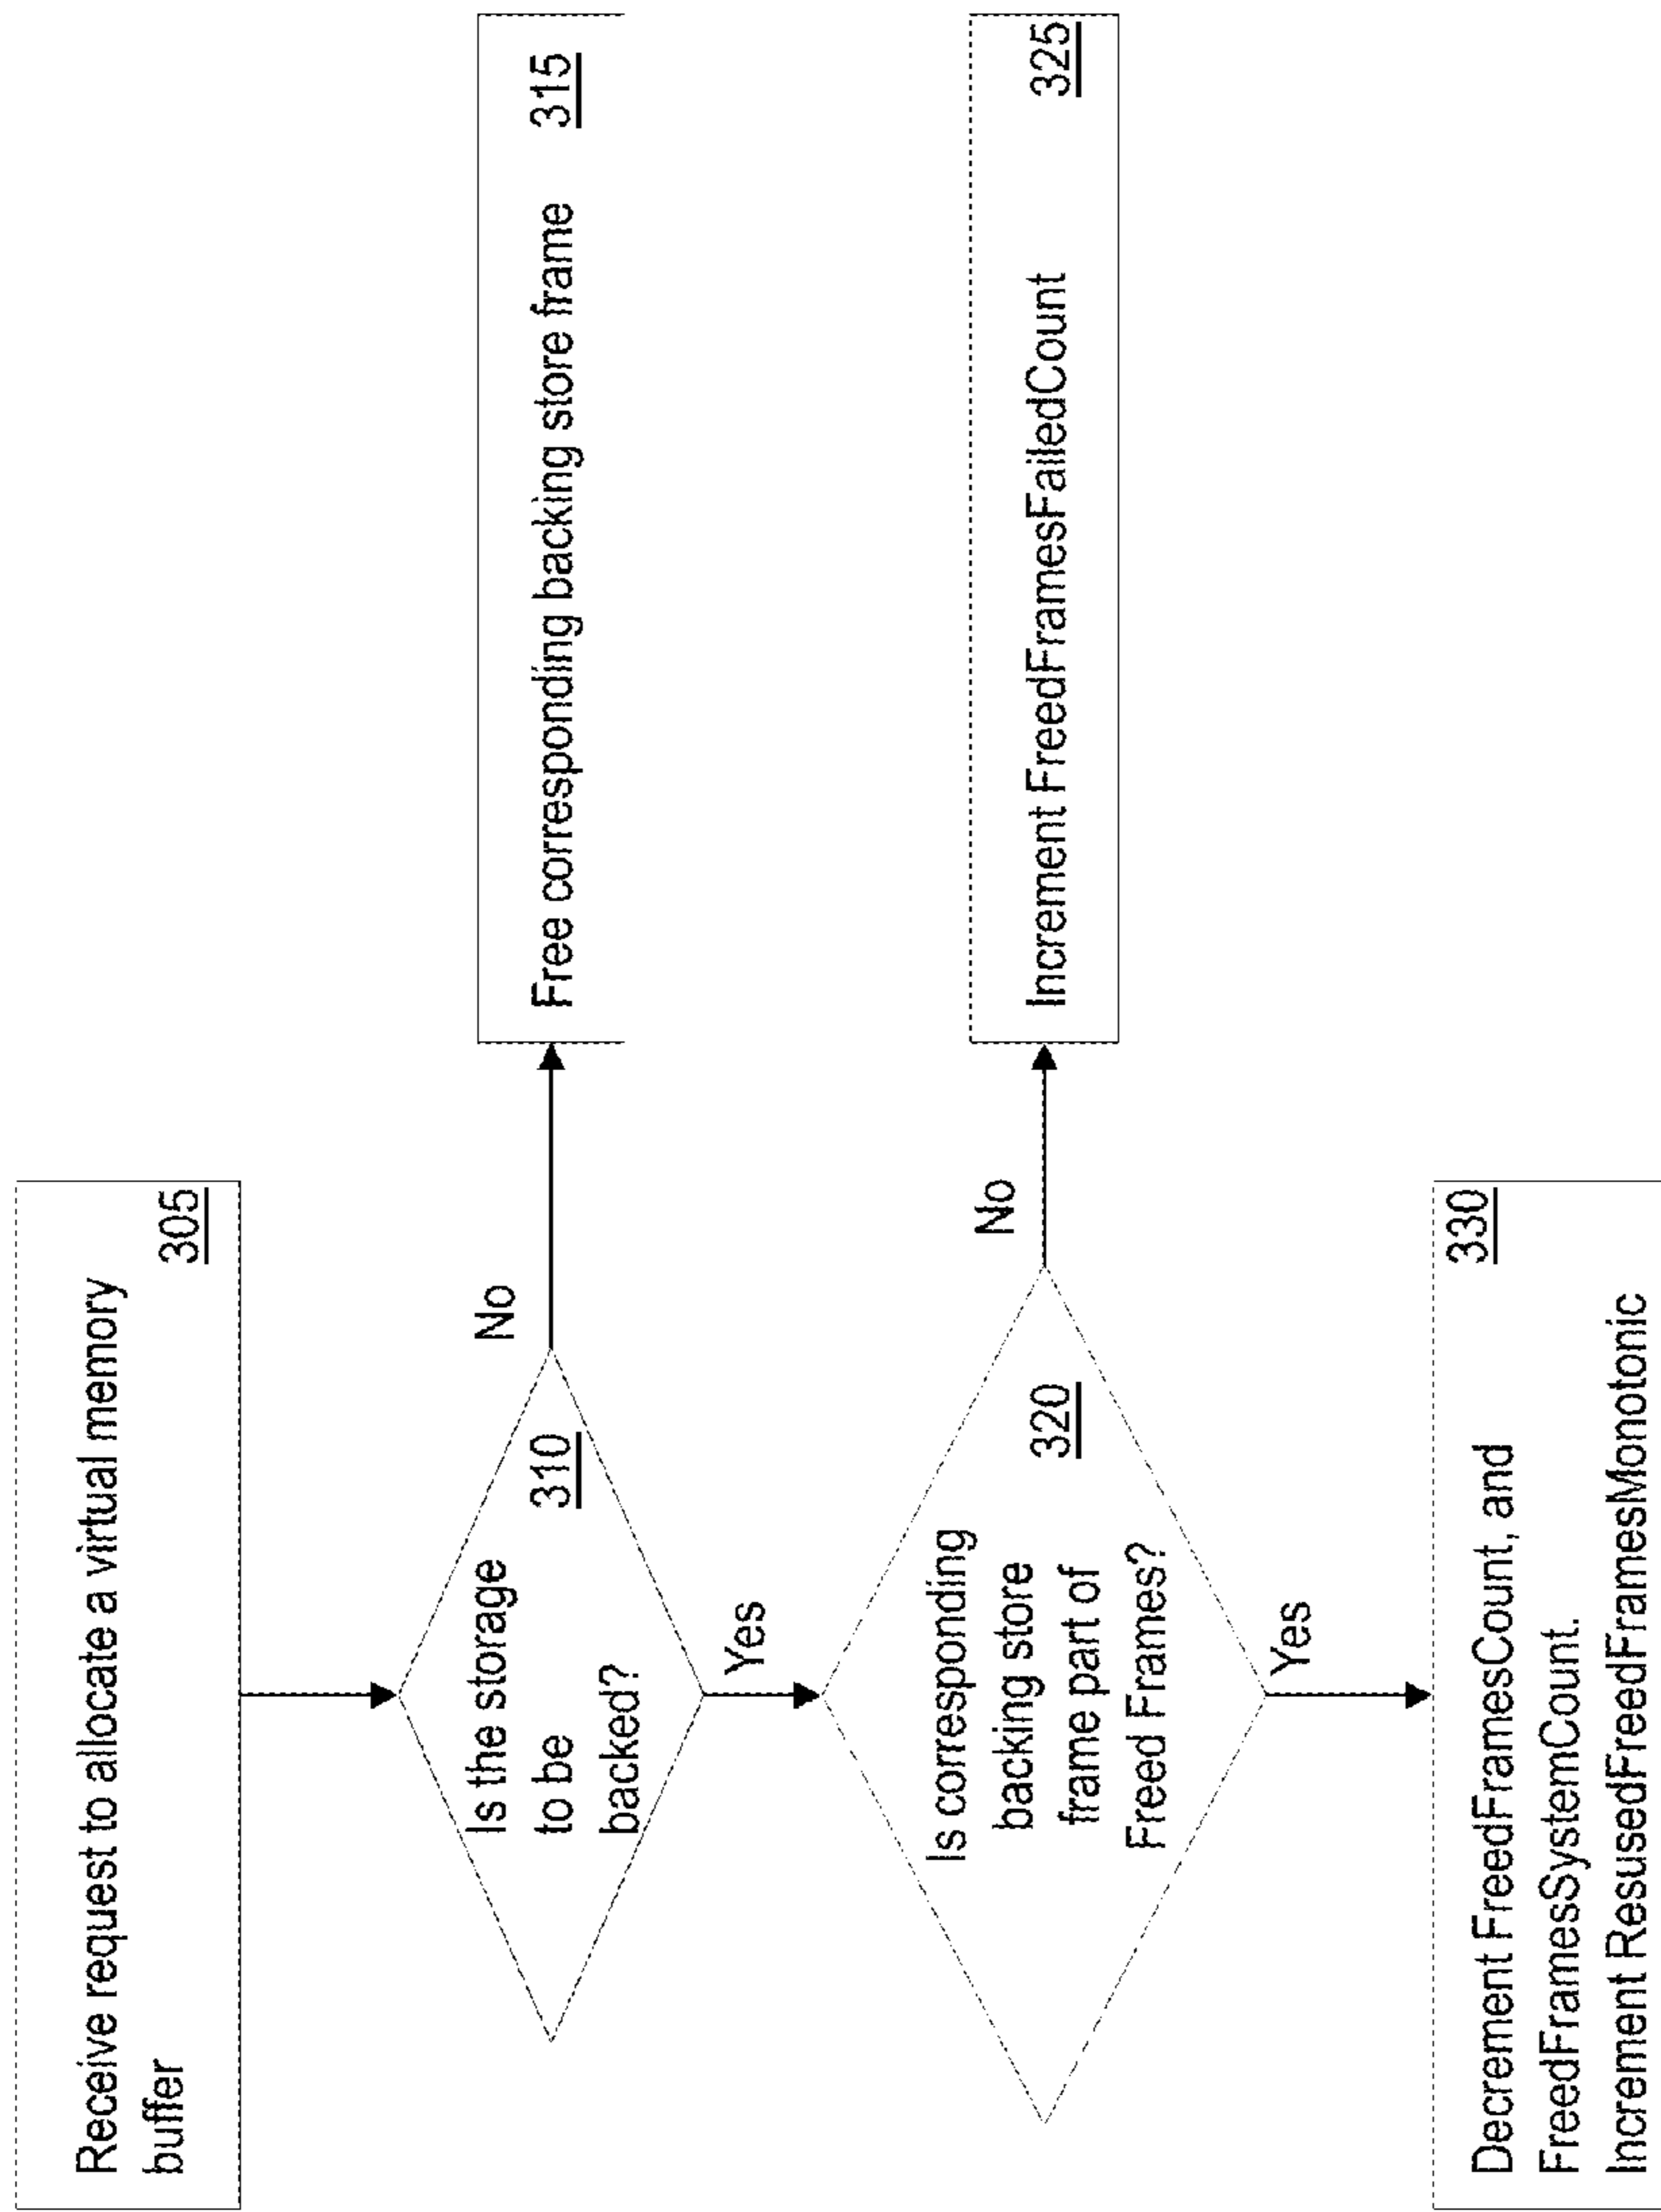 Receive request to allocate a virtual memory
buffer
305
Is the storage
to be
backed?
310
No
Free corresponding backing store frame
315
Yes
Is corresponding
backing store
frame part of
Freed Frames?
320
No
Increment FreedFramesFailedCount
325
Yes
Decrement FreedFramesCount, and
FreedFramesSystemCount.
Increment ResusedFreedFramesMonotonic
330